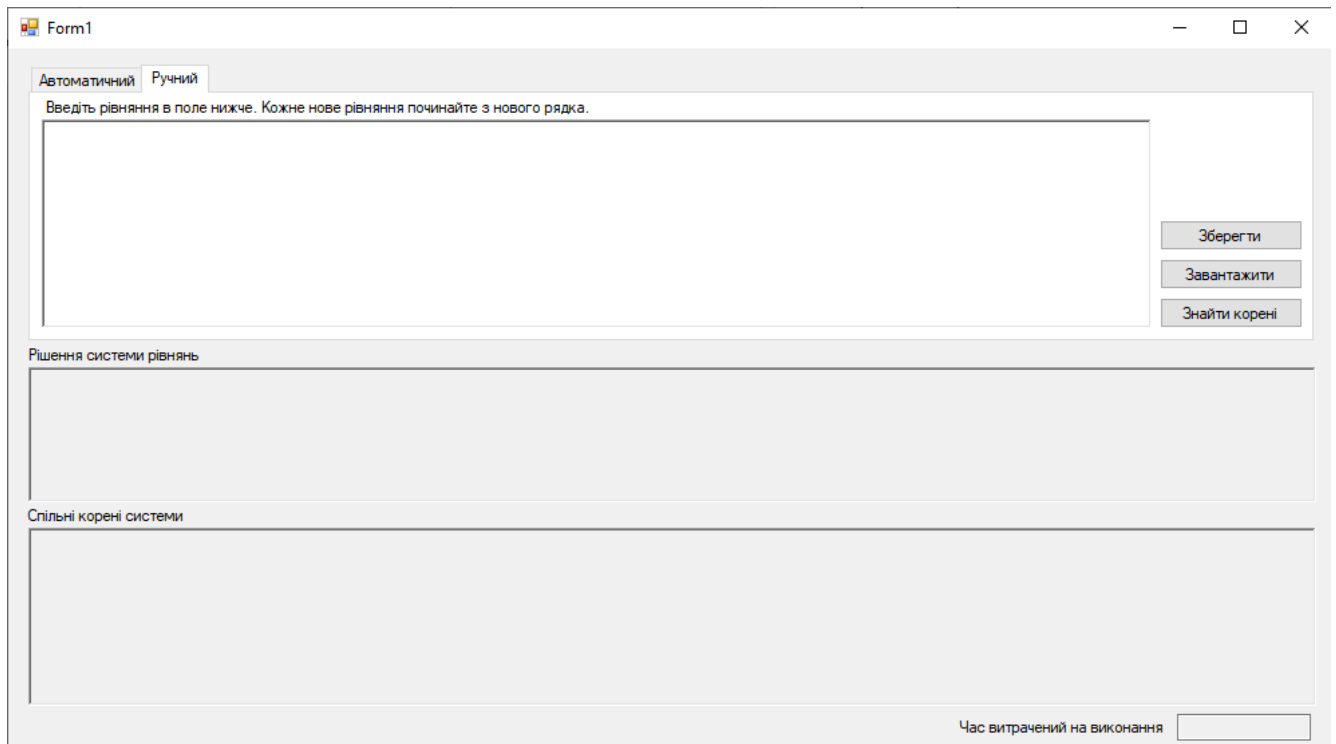 Form1
Автоматичний Ручний
Введіть рівняння в поле нижче. Кожне нове рівняння починайте з нового рядка.
Зберегти
Завантажити
Знайти корені
Рішення системи рівнянь
Спільні корені системи
Час витрачений на виконання